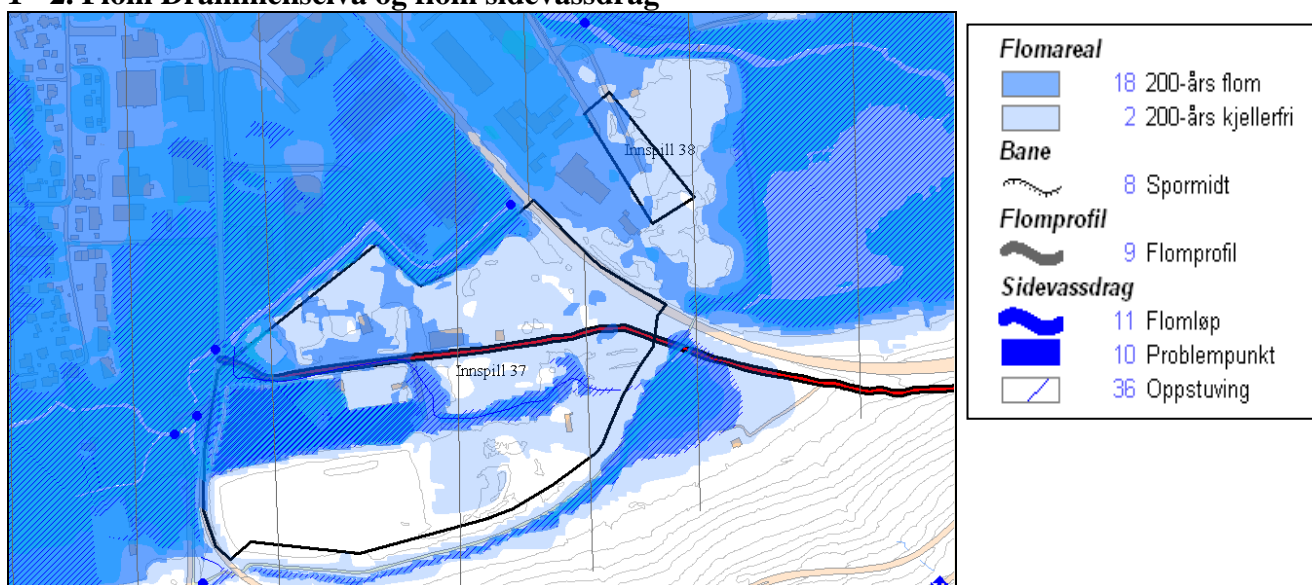 1 - 2. Flom Drammenselva og flom sidevassdrag
Innspill 38
Innspill 37
Flomareal
18 200-års flom
2 200-års kjellerfri
Bane
8 Spormidt
Flomprofil
9 Flomprofil
Sidevassdrag
11 Flomløp
10 Problempunkt
36 Oppstuving